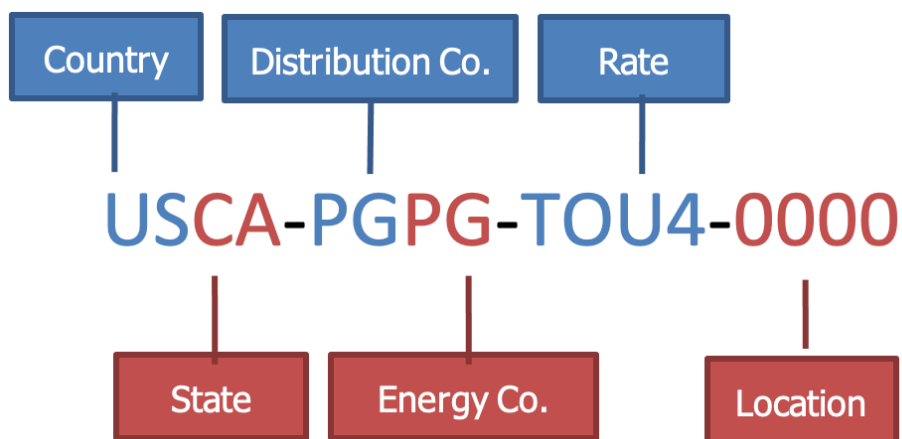 Country Distribution Co. Rate
USCA-PGPG-TOU4-0000
State Energy Co. Location